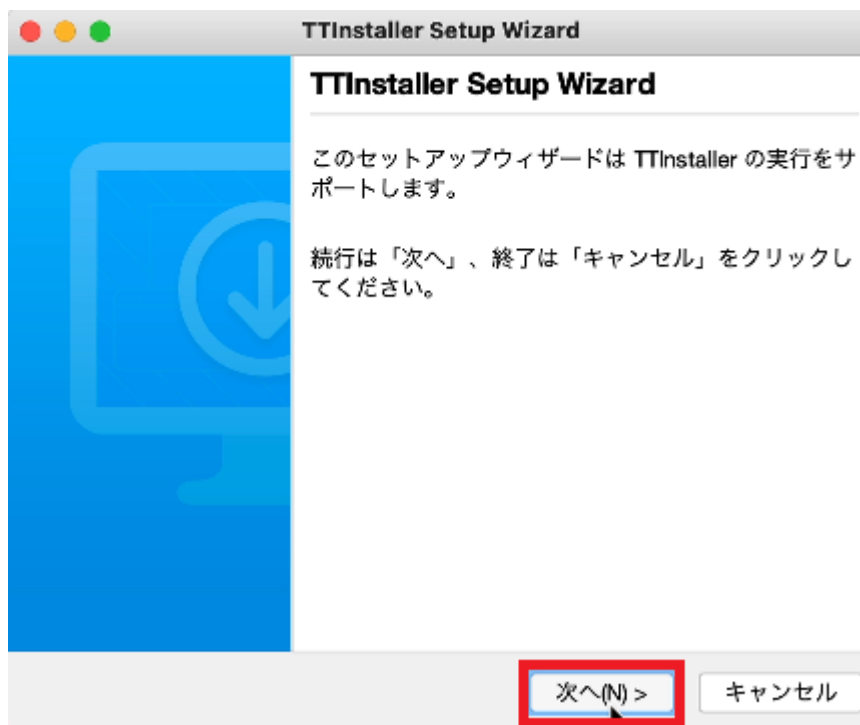 TTInstaller Setup Wizard
TTInstaller Setup Wizard
このセットアップウィザードは TTInstaller の実行をサ
ポートします。
続行は「次へ」、終了は「キャンセル」をクリックし
てください。
次へ(N) >
キャンセル